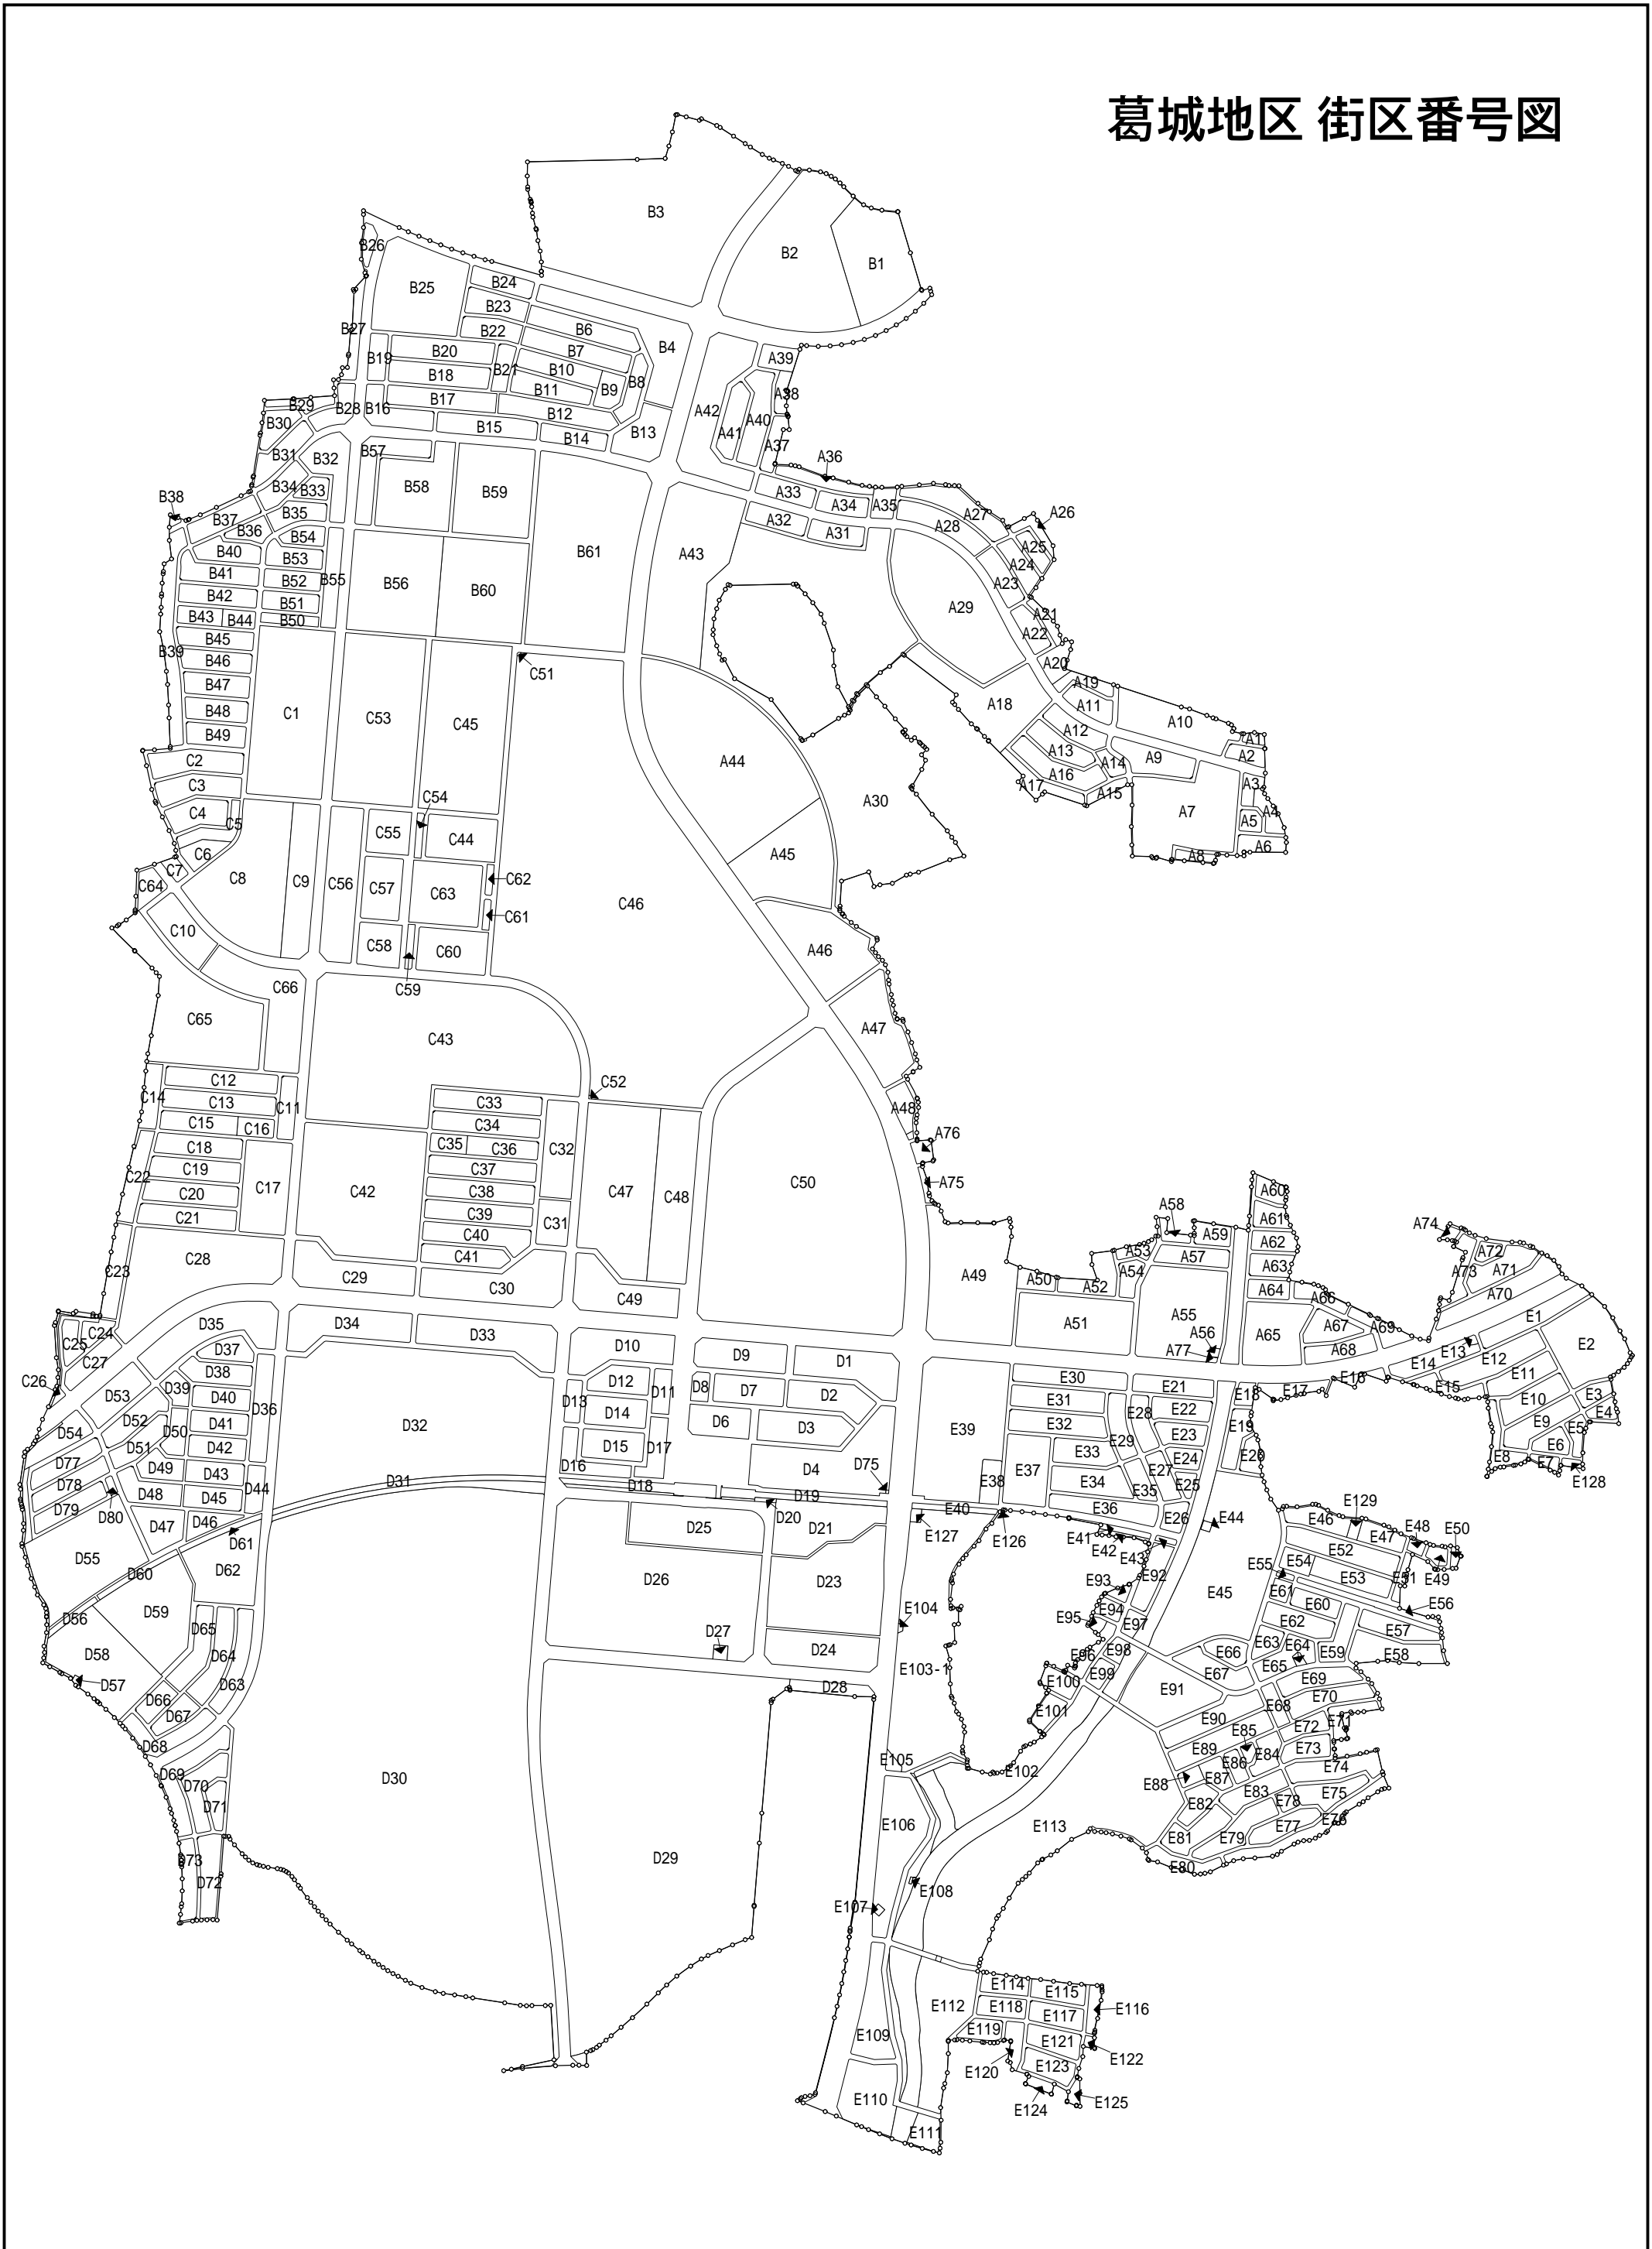 葛城地区 街区番号図
B3
B2
B1
B26
B25
B24
B23
B6
B27
B22
B7
B4
B20
B10
A39
B19
B21
B8
B18
B11
B9
A38
B17
B29
B28
B16
B12
A42
A40
B30
B15
B14
B13
A41
A37
B31
B32
B57
A36
B58
B59
B34
B33
A33
A34
A35
B38
B37
B35
A27
A26
B36
B54
A32
A31
A28
B40
B53
B61
A43
A25
B41
B52
B55
B56
B60
A24
A23
B42
B51
A29
B43
B44
B50
A21
B45
A22
B39
B46
C51
A20
B47
A19
B48
C1
C53
C45
A18
A11
A10
B49
A12
A1
C2
A44
A13
A14
A9
A2
C3
A16
C54
A30
A17
A15
A3
C4
C5
C55
C44
A7
A5
A4
C6
A45
A8
A6
C7
C64
C8
C9
C56
C57
C63
C62
C46
C61
C10
C58
C60
A46
C59
C66
C65
C43
A47
C12
C52
C14
C13
C11
C33
A48
C15
C16
C34
A76
C18
C35
C36
C32
C22
C19
C17
C42
C37
C47
C48
C50
A75
C20
C38
A60
C21
C39
C31
A58
A59
A61
A74
C40
A62
C28
C41
A53
A57
A72
C23
C29
C30
C49
A49
A50
A52
A54
A63
A73
A71
A64
A66
A70
C25
C24
D35
D34
D33
A51
A55
A65
A67
A69
E1
C27
D37
D10
D9
D1
A56
A77
A68
E13
E12
E2
C26
D38
D12
D11
D8
E30
E21
E18
E17
E16
E14
E11
D53
D39
D40
D13
D7
D2
E31
E28
E22
E15
E10
E3
D52
D36
D14
D6
D3
E32
E19
E9
E5
E4
D54
D50
D41
D32
E39
E29
E23
D51
D42
D15
D17
E33
E24
E20
E8
E6
D77
D49
D43
D16
D4
D75
E37
E27
E7
E128
D78
D48
D45
D44
D31
D18
E38
E34
E35
E25
D79
D80
D47
D46
D19
E40
E36
E26
E44
E129
D61
D25
D20
D21
E127
E126
E41
E46
E47
E48
E50
D55
D60
D62
E42
E43
E52
E49
D26
D23
E92
E55
E54
E53
E51
E93
E45
E61
D56
D59
D65
E104
E95
E94
E97
E60
E56
D58
D64
D27
D24
E62
E57
D57
D63
E103-1
E96
E98
E66
E63
E64
E59
E58
D66
D28
E100
E99
E67
E65
D67
E101
E91
E69
D68
E68
E70
E90
E71
D69
E105
E85
E72
D70
D30
E102
E89
E86
E84
E73
E74
D71
E88
E87
E83
E75
E106
E82
E78
E76
E113
E81
E79
E77
D73
D29
E80
D72
E107
E108
E114
E115
E112
E118
E117
E116
E109
E119
E121
E120
E123
E122
E110
E124
E125
E111